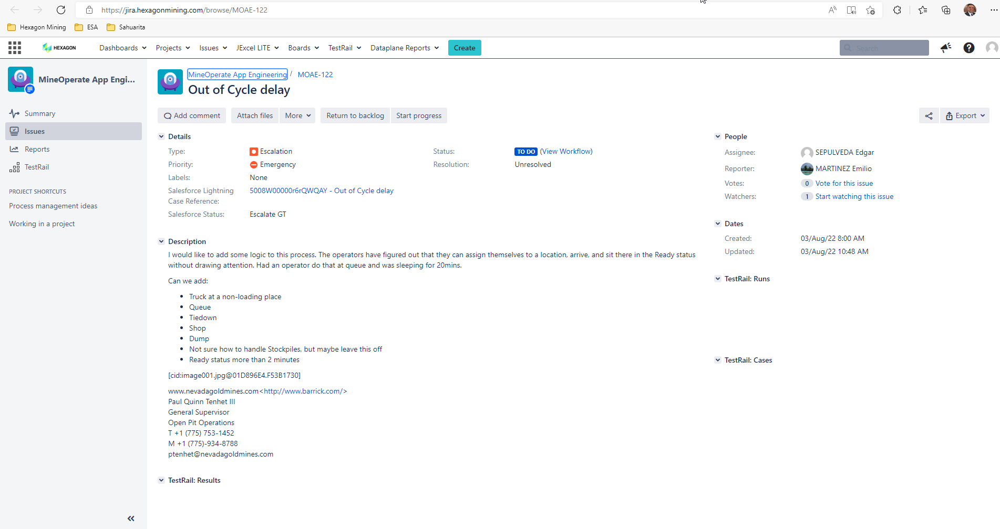 https://jira.hexagonmining.com/browse/MOAE-122
Hexagon Mining
ESA
Sahuarita
HEXAGON
Dashboards
Projects
Issues
JExcel LITE
Boards
TestRail
Dataplane Reports
Create
Search
MineOperate App Engi...
Summary
Issues
Reports
TestRail
PROJECT SHORTCUTS
Process management ideas
Working in a project
MineOperate App Engineering / MOAE-122
Out of Cycle delay
Add comment
Attach files
More
Return to backlog
Start progress
Export
Details
Type: Escalation
Status: TO DO (View Workflow)
Priority: Emergency
Resolution: Unresolved
Labels: None
Salesforce Lightning
Case Reference:
5008W00000r6rQWQAY - Out of Cycle delay
Salesforce Status: Escalate GT
Description
I would like to add some logic to this process. The operators have figured out that they can assign themselves to a location, arrive, and sit there in the Ready status
without drawing attention. Had an operator do that at queue and was sleeping for 20mins.
Can we add:
• Truck at a non-loading place
• Queue
• Tiedown
• Shop
• Dump
• Not sure how to handle Stockpiles, but maybe leave this off
• Ready status more than 2 minutes
[cid:image001.jpg@01D896E4.F53B1730]
www.nevadagoldmines.com<http://www.barrick.com/>
Paul Quinn Tenhet III
General Supervisor
Open Pit Operations
T +1 (775) 753-1452
M +1 (775)-934-8788
ptenhet@nevadagoldmines.com
TestRail: Results
People
Assignee: SEPULVEDA Edgar
Reporter: MARTINEZ Emilio
Votes: 0 Vote for this issue
Watchers: 1 Start watching this issue
Dates
Created: 03/Aug/22 8:00 AM
Updated: 03/Aug/22 10:48 AM
TestRail: Runs
TestRail: Cases